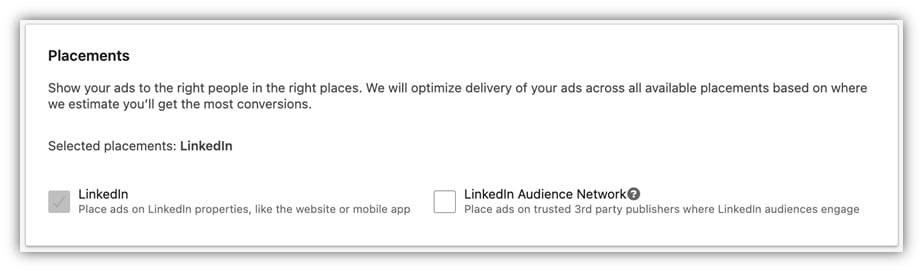 Placements
Show your ads to the right people in the right places. We will optimize delivery of your ads across all available placements based on where
we estimate you’ll get the most conversions.
Selected placements: LinkedIn
LinkedIn
Place ads on LinkedIn properties, like the website or mobile app
LinkedIn Audience Network?
Place ads on trusted 3rd party publishers where LinkedIn audiences engage